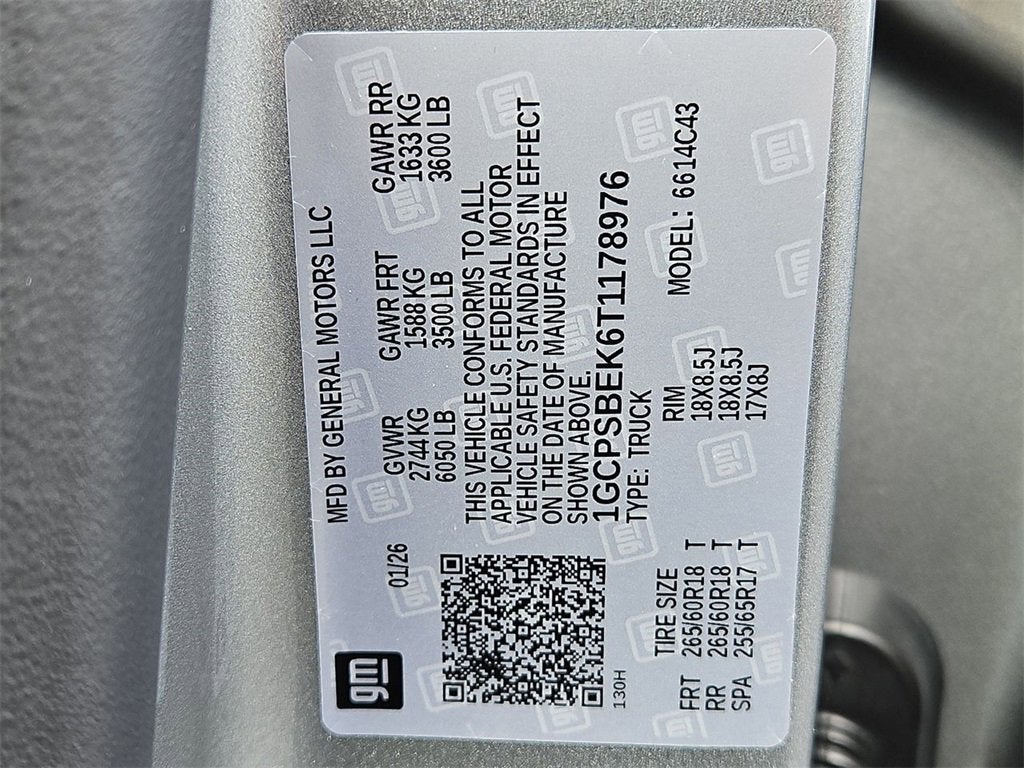 gm
MFD BY GENERAL MOTORS LLC
01/26
GVWR GAWR FRT GAWR RR
2744 KG 1588 KG 1633 KG
6050 LB 3500 LB 3600 LB
THIS VEHICLE CONFORMS TO ALL
APPLICABLE U.S. FEDERAL MOTOR
VEHICLE SAFETY STANDARDS IN EFFECT
ON THE DATE OF MANUFACTURE
SHOWN ABOVE.
1GCPSBEK6T1178976
TYPE: TRUCK
MODEL: 6614C43
130H
TIRE SIZE RIM
FRT 265/60R18 T 18X8.5J
RR 265/60R18 T 18X8.5J
SPA 255/65R17 T 17X8J